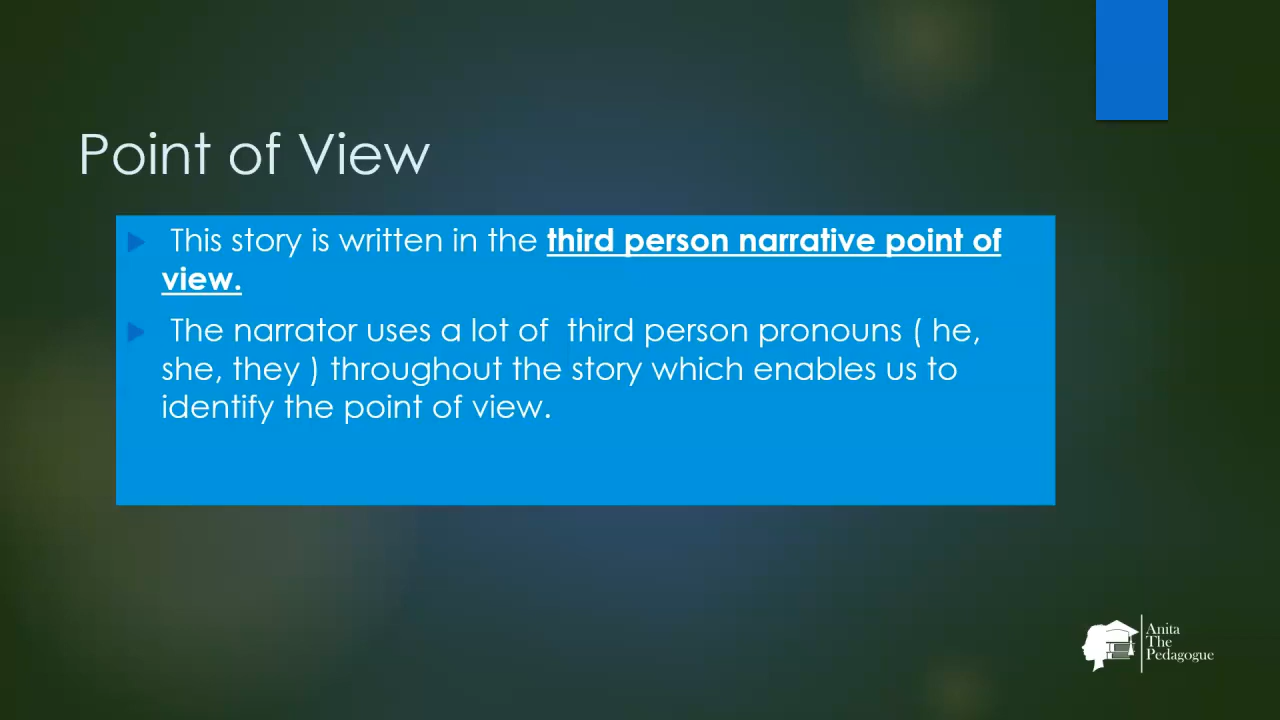 Point of View
This story is written in the third person narrative point of
view.
The narrator uses a lot of  third person pronouns ( he,
she, they ) throughout the story which enables us to
identify the point of view.
Anita
The
Pedagogue